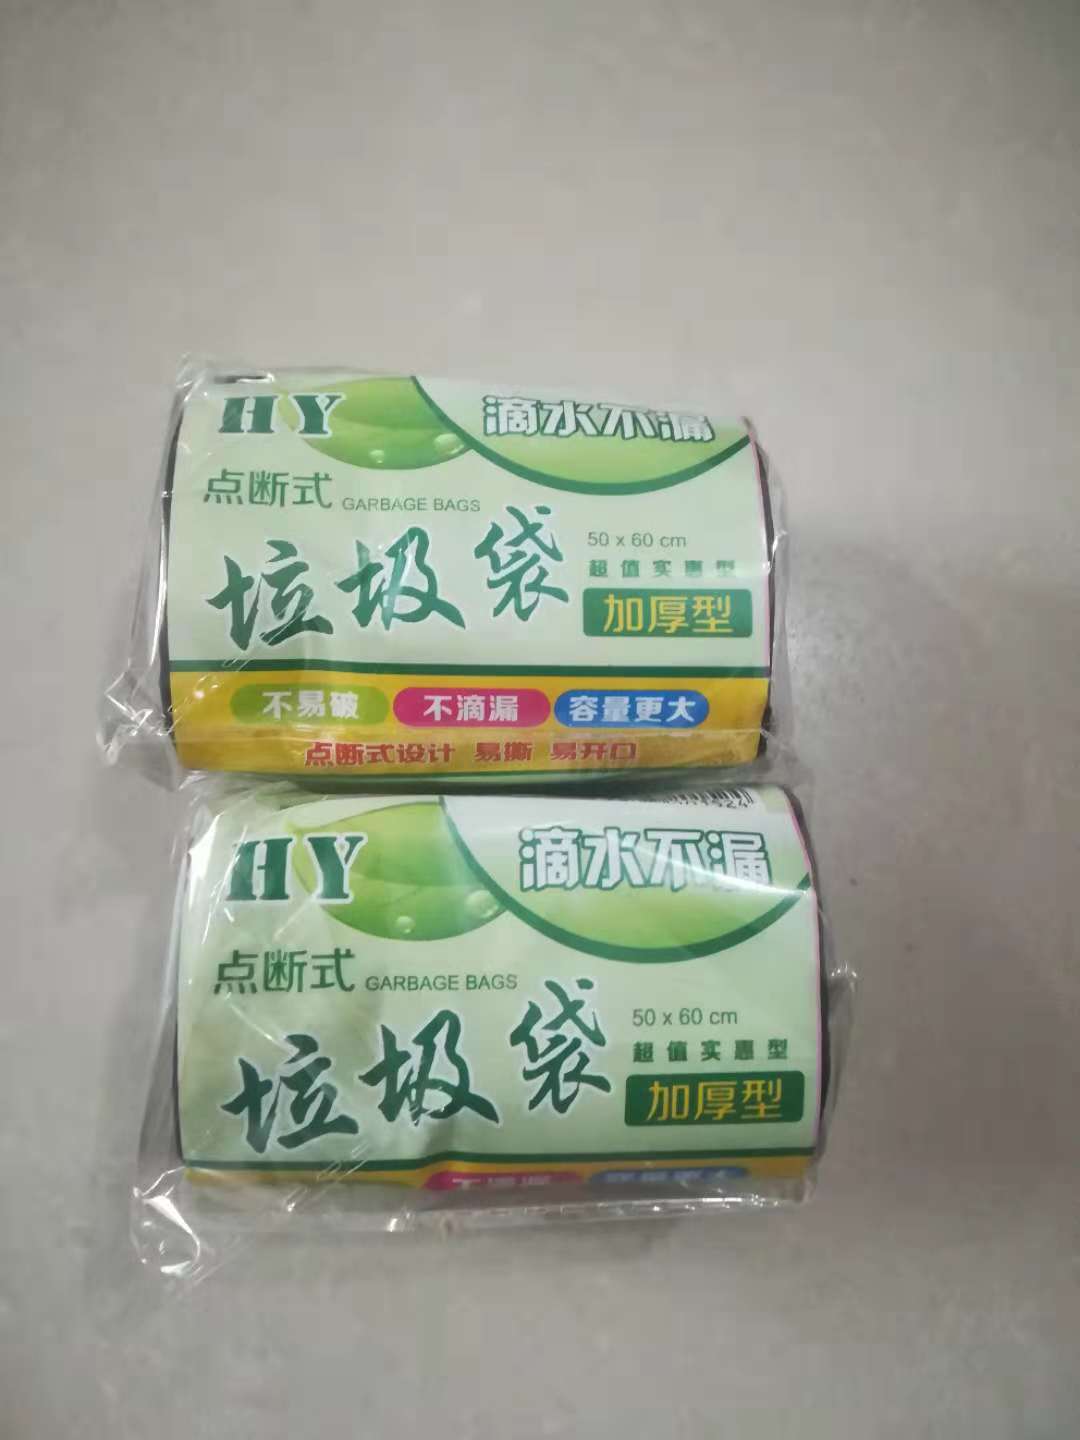 HY
滴水不漏
点断式 GARBAGE BAGS
垃圾袋
50 x 60 cm
超值实惠型
加厚型
不易破 不滴漏 容量更大
点断式设计 易撕 易开口
HY
滴水不漏
点断式 GARBAGE BAGS
垃圾袋
50 x 60 cm
超值实惠型
加厚型